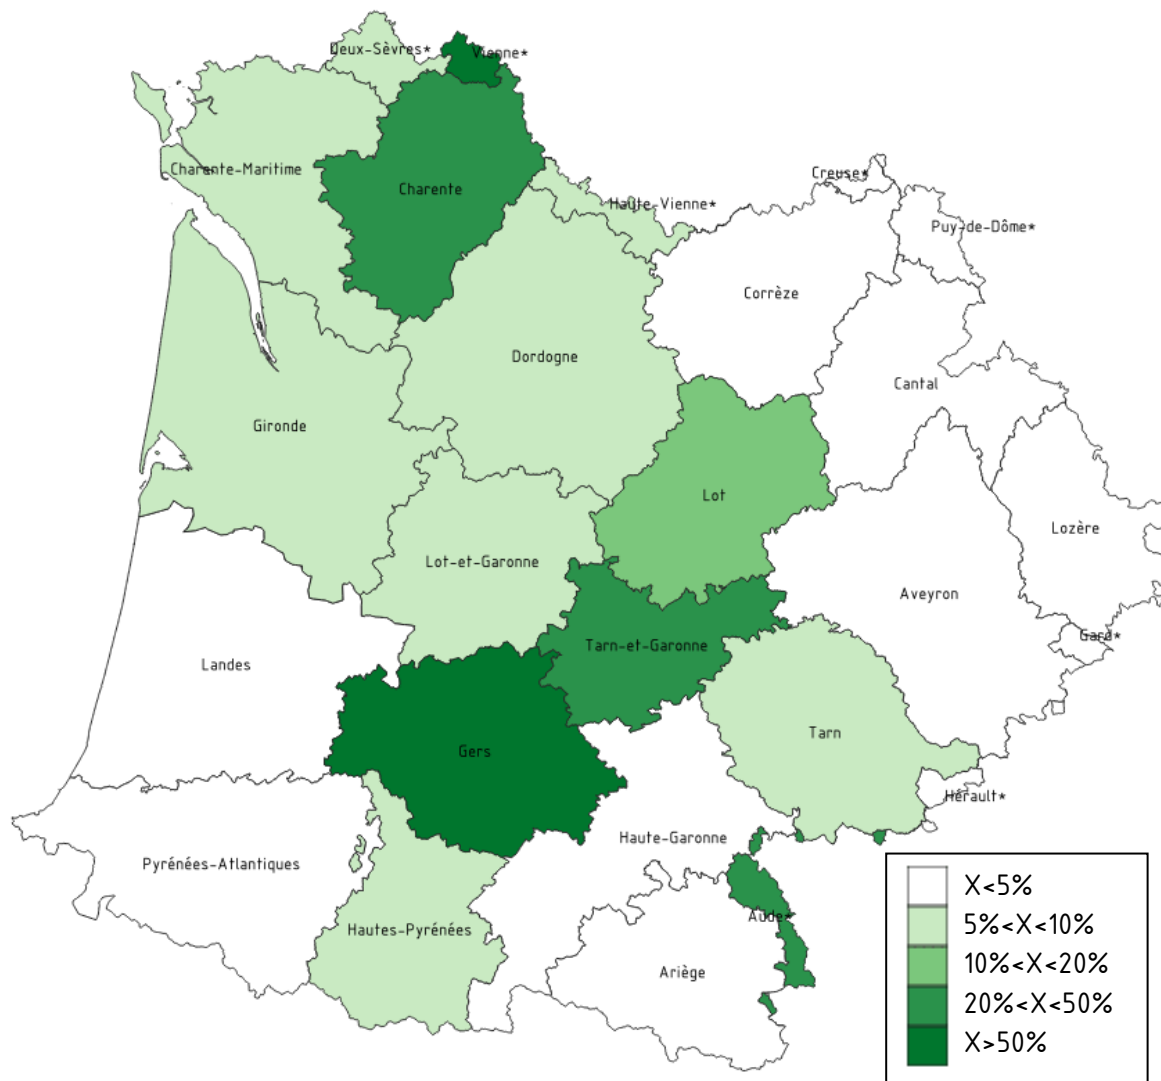 Deux-Sèvres*
Vienne*
Charente-Maritime
Charente
Creuse*
Haute-Vienne*
Puy-de-Dôme*
Corrèze
Dordogne
Cantal
Gironde
Lot
Lozère
Lot-et-Garonne
Aveyron
Gard*
Tarn-et-Garonne
Landes
Tarn
Gers
Hérault*
Haute-Garonne
Pyrénées-Atlantiques
Aude*
Hautes-Pyrénées
Ariège
X<5%
5%<X<10%
10%<X<20%
20%<X<50%
X>50%